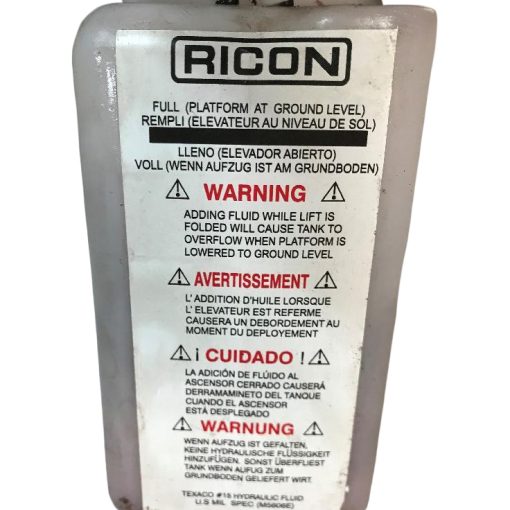 RICON
FULL (PLATFORM AT GROUND LEVEL)
REMPLI (ELEVATEUR AU NIVEAU DE SOL)
LLENO (ELEVADOR ABIERTO)
VOLL (WENN AUFZUG IST AM GRUNDBODEN)
WARNING
ADDING FLUID WHILE LIFT IS
FOLDED WILL CAUSE TANK TO
OVERFLOW WHEN PLATFORM IS
LOWERED TO GROUND LEVEL
AVERTISSEMENT
L' ADDITION D'HUILE LORSQUE
L' ELEVATEUR EST REFERME
CAUSERA UN DEBORDEMENT AU
MOMENT DU DEPLOYEMENT
¡ CUIDADO !
LA ADICIÓN DE FLÚIDO AL
ASCENSOR CERRADO CAUSERÁ
DERRAMAMINETO DEL TANQUE
CUANDO EL ASCENSOR
ESTÁ DESPLEGADO
WARNUNG
WENN AUFZUG IST GEFALTEN,
KEINE HYDRAULISCHE FLÜSSIGKEIT
HINZUFÜGEN. SONST ÜBERFLIEST
TANK WENN AUFUG ZUM
GRUNDBODEN GELIEFERT WIRT.
TEXACO #15 HYDRAULIC FLUID
U.S MIL. SPEC (M5606E)